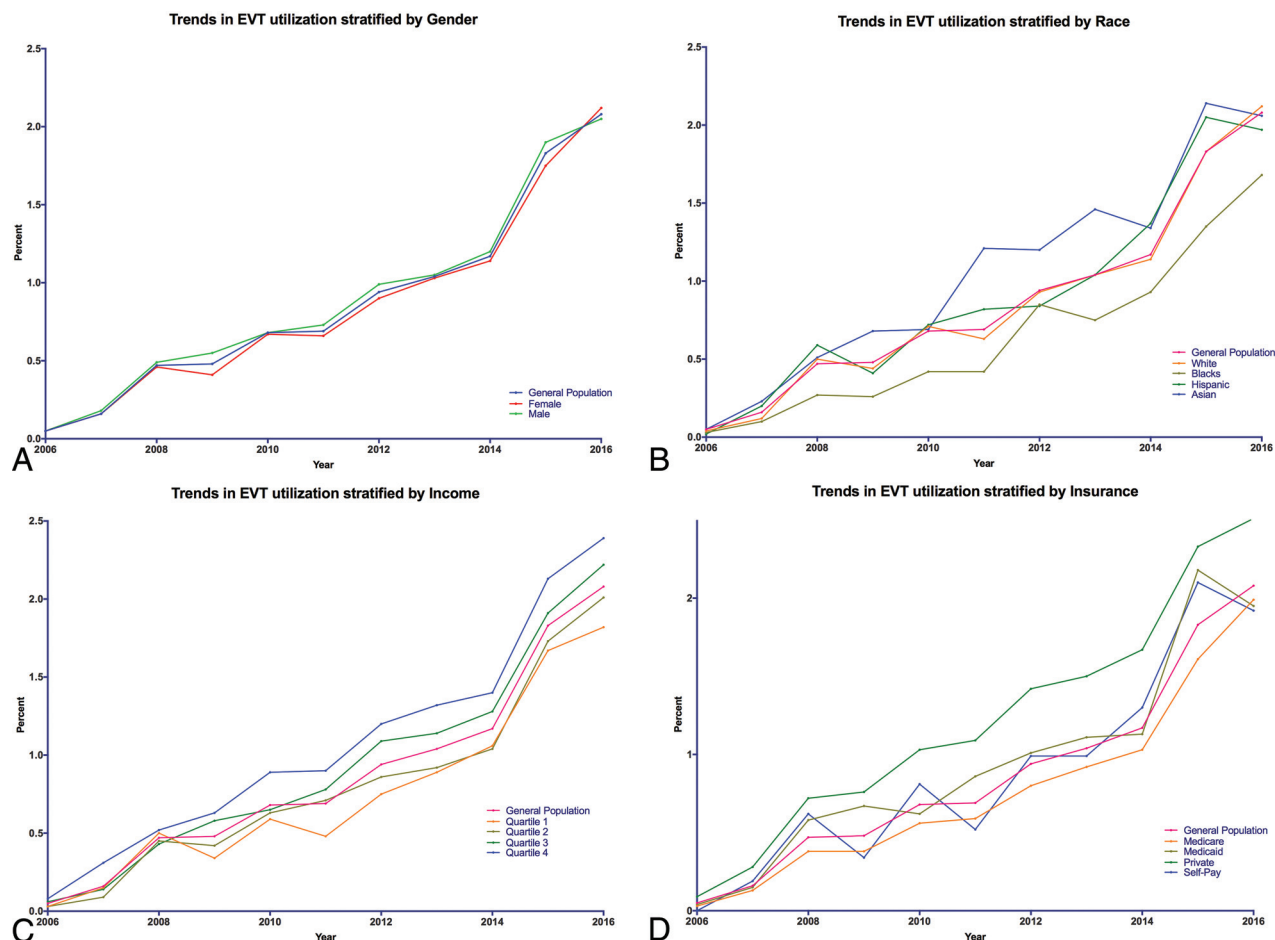 Trends in EVT utilization stratified by Gender
2.5
2.0
1.5
1.0
0.5
0.0
Percent
2006
2008
2010
2012
2014
2016
Year
General Population
Female
Male
A
Trends in EVT utilization stratified by Race
2.5
2.0
1.5
1.0
0.5
0.0
Percent
2006
2008
2010
2012
2014
2016
Year
General Population
White
Blacks
Hispanic
Asian
B
Trends in EVT utilization stratified by Income
2.5
2.0
1.5
1.0
0.5
0.0
Percent
2006
2008
2010
2012
2014
2016
Year
General Population
Quartile 1
Quartile 2
Quartile 3
Quartile 4
C
Trends in EVT utilization stratified by Insurance
2
1
0
Percent
2006
2008
2010
2012
2014
2016
Year
General Population
Medicare
Medicaid
Private
Self-Pay
D